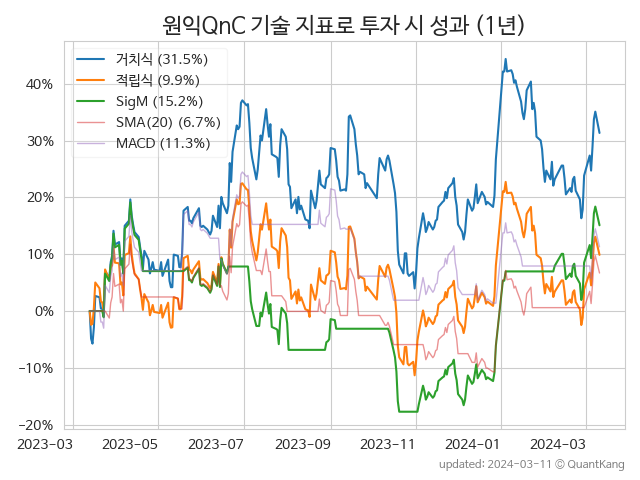 원익QnC 기술 지표로 투자 시 성과 (1년)
거치식 (31.5%)
적립식 (9.9%)
SigM (15.2%)
SMA(20) (6.7%)
MACD (11.3%)
40%
30%
20%
10%
0%
−10%
−20%
2023-03
2023-05
2023-07
2023-09
2023-11
2024-01
2024-03
updated: 2024-03-11 © QuantKang